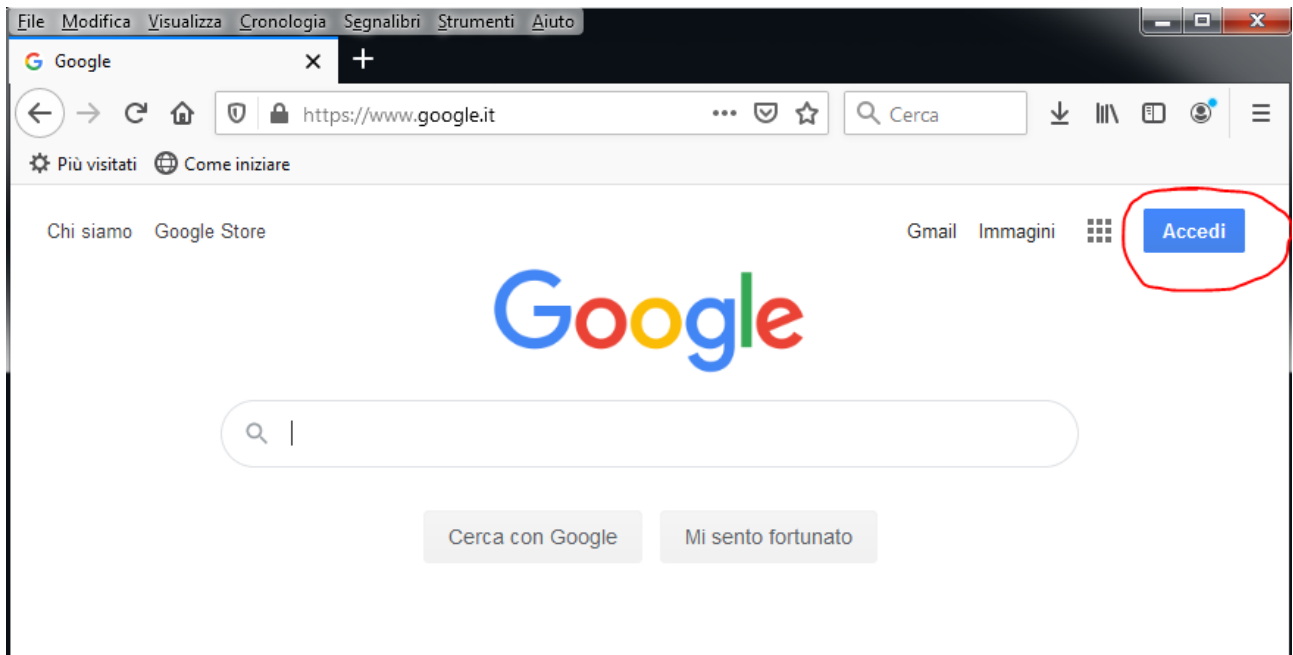 File Modifica Visualizza Cronologia Segnalibri Strumenti Aiuto
Google
https://www.google.it
Cerca
Più visitati Come iniziare
Chi siamo Google Store Gmail Immagini Accedi
Google
Cerca con Google Mi sento fortunato